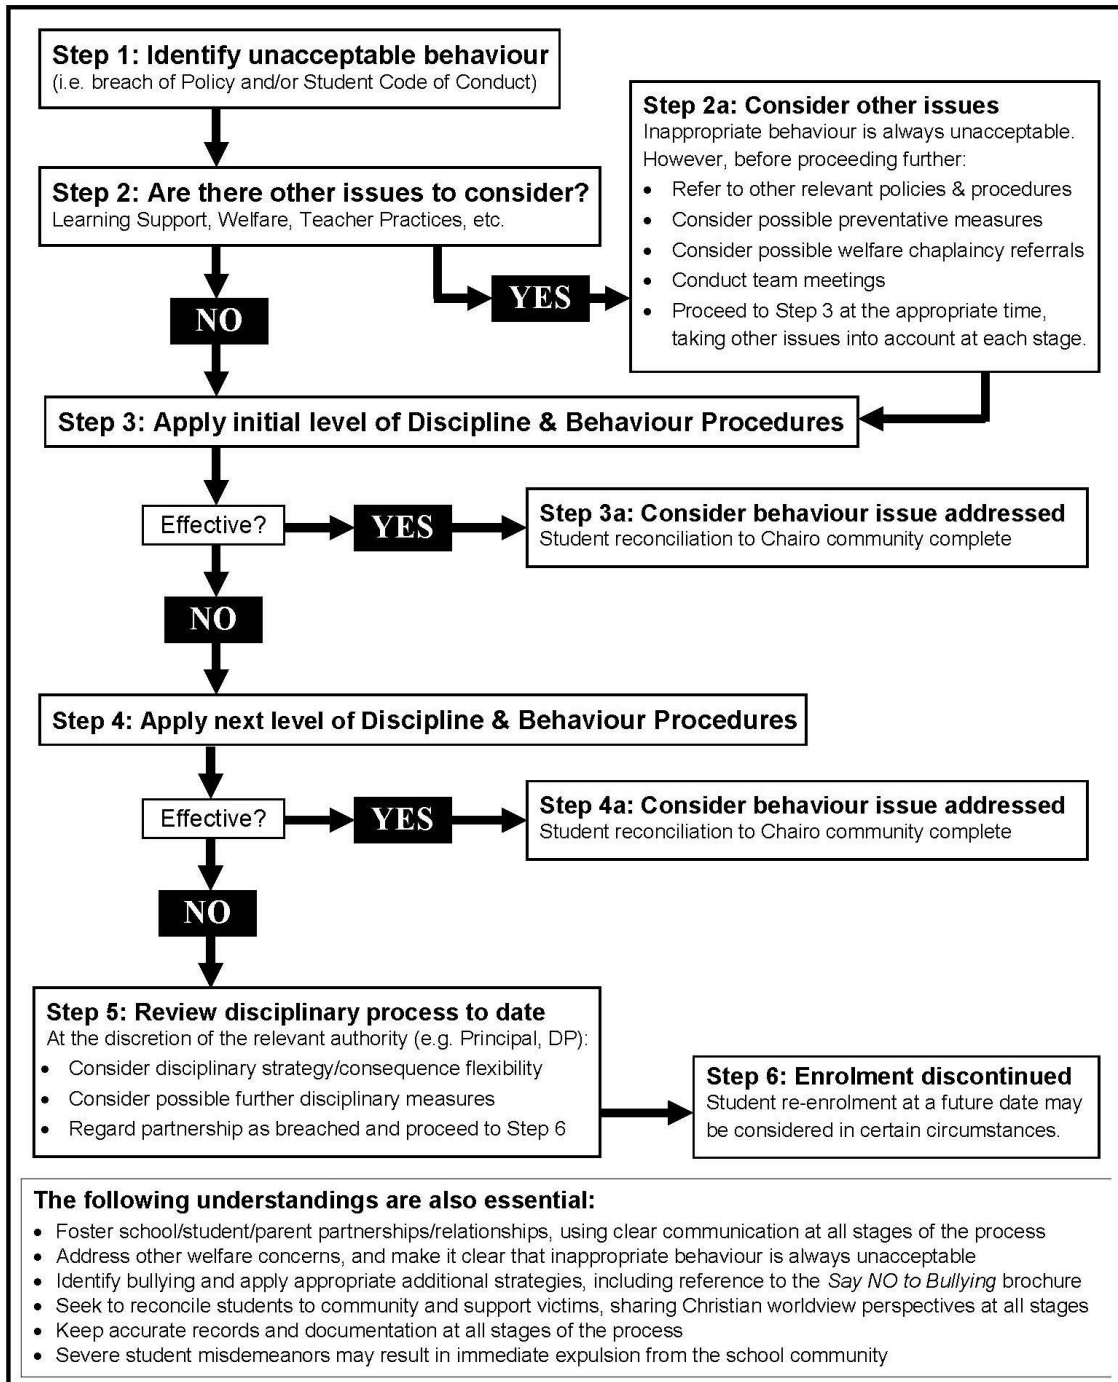 Step 1: Identify unacceptable behaviour
(i.e. breach of Policy and/or Student Code of Conduct)
Step 2: Are there other issues to consider?
Learning Support, Welfare, Teacher Practices, etc.
YES
Step 2a: Consider other issues
Inappropriate behaviour is always unacceptable.
However, before proceeding further:
• Refer to other relevant policies & procedures
• Consider possible preventative measures
• Consider possible welfare chaplaincy referrals
• Conduct team meetings
• Proceed to Step 3 at the appropriate time,
taking other issues into account at each stage.
NO
Step 3: Apply initial level of Discipline & Behaviour Procedures
Effective?
YES
Step 3a: Consider behaviour issue addressed
Student reconciliation to Chairo community complete
NO
Step 4: Apply next level of Discipline & Behaviour Procedures
Effective?
YES
Step 4a: Consider behaviour issue addressed
Student reconciliation to Chairo community complete
NO
Step 5: Review disciplinary process to date
At the discretion of the relevant authority (e.g. Principal, DP):
• Consider disciplinary strategy/consequence flexibility
• Consider possible further disciplinary measures
• Regard partnership as breached and proceed to Step 6
Step 6: Enrolment discontinued
Student re-enrolment at a future date may
be considered in certain circumstances.
The following understandings are also essential:
• Foster school/student/parent partnerships/relationships, using clear communication at all stages of the process
• Address other welfare concerns, and make it clear that inappropriate behaviour is always unacceptable
• Identify bullying and apply appropriate additional strategies, including reference to the Say NO to Bullying brochure
• Seek to reconcile students to community and support victims, sharing Christian worldview perspectives at all stages
• Keep accurate records and documentation at all stages of the process
• Severe student misdemeanors may result in immediate expulsion from the school community